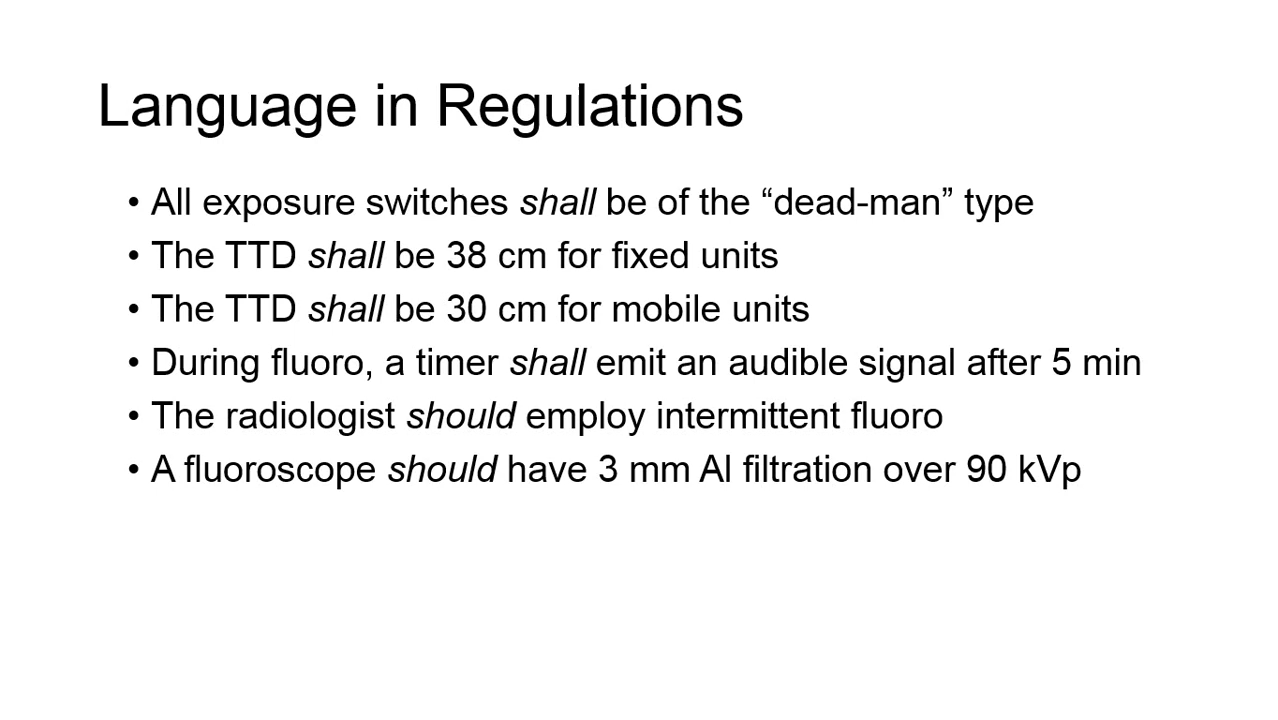 Language in Regulations
• All exposure switches shall be of the “dead-man” type
• The TTD shall be 38 cm for fixed units
• The TTD shall be 30 cm for mobile units
• During fluoro, a timer shall emit an audible signal after 5 min
• The radiologist should employ intermittent fluoro
• A fluoroscope should have 3 mm Al filtration over 90 kVp